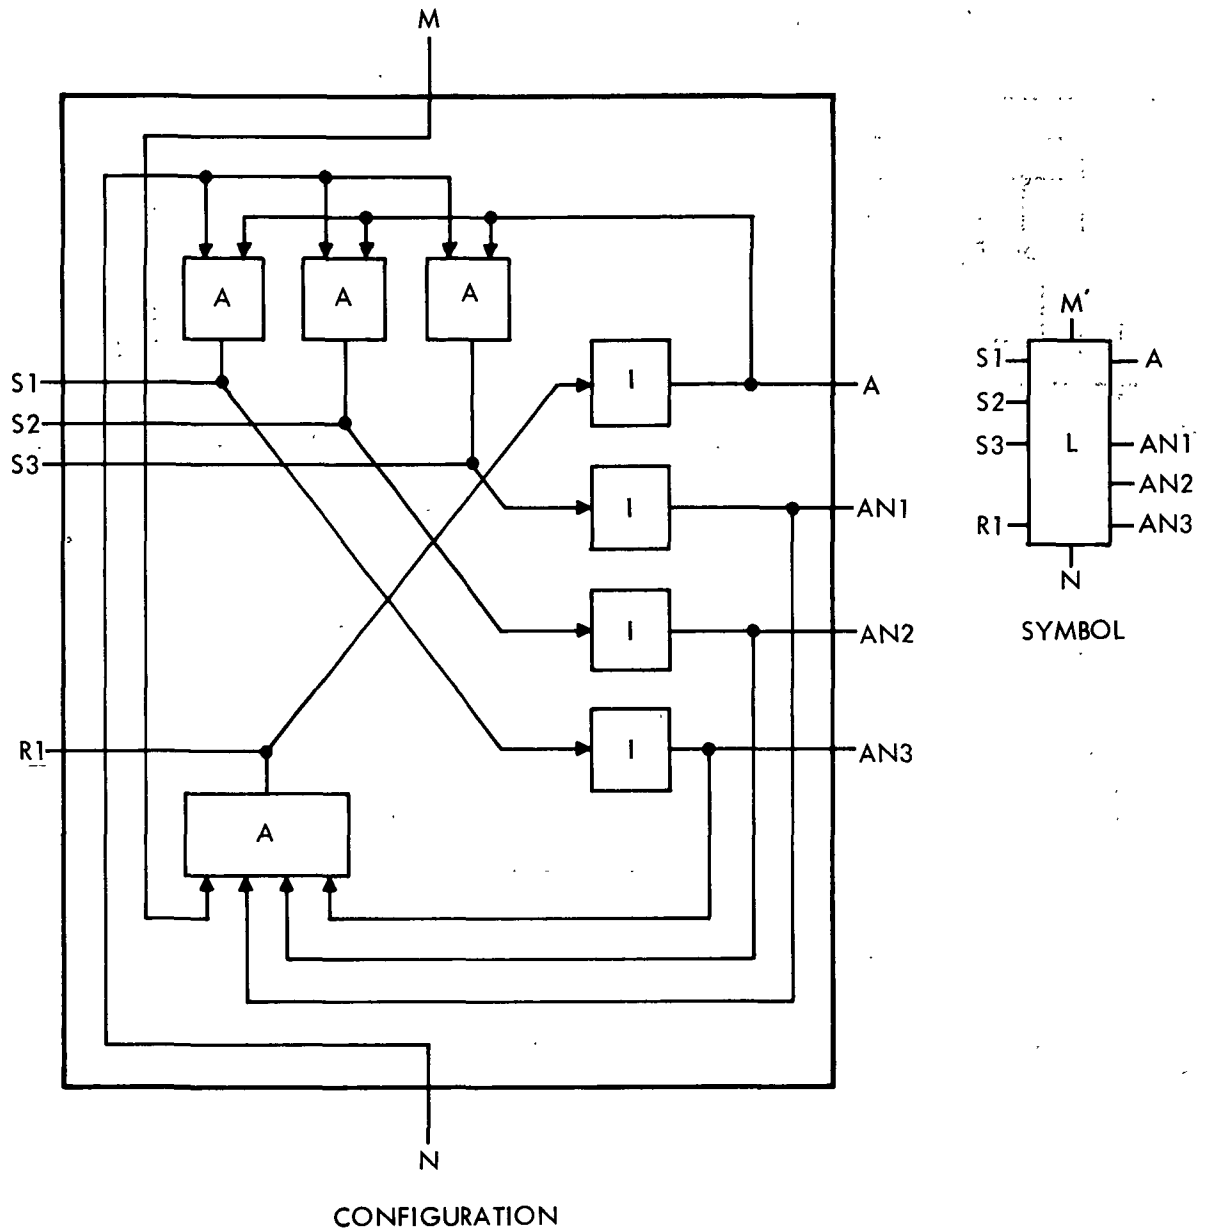 M
A
A
A
S1
S2
S3
I
A
I
AN1
I
AN2
I
AN3
R1
A
N
CONFIGURATION
M
S1
A
S2
S3
L
AN1
AN2
R1
AN3
N
SYMBOL